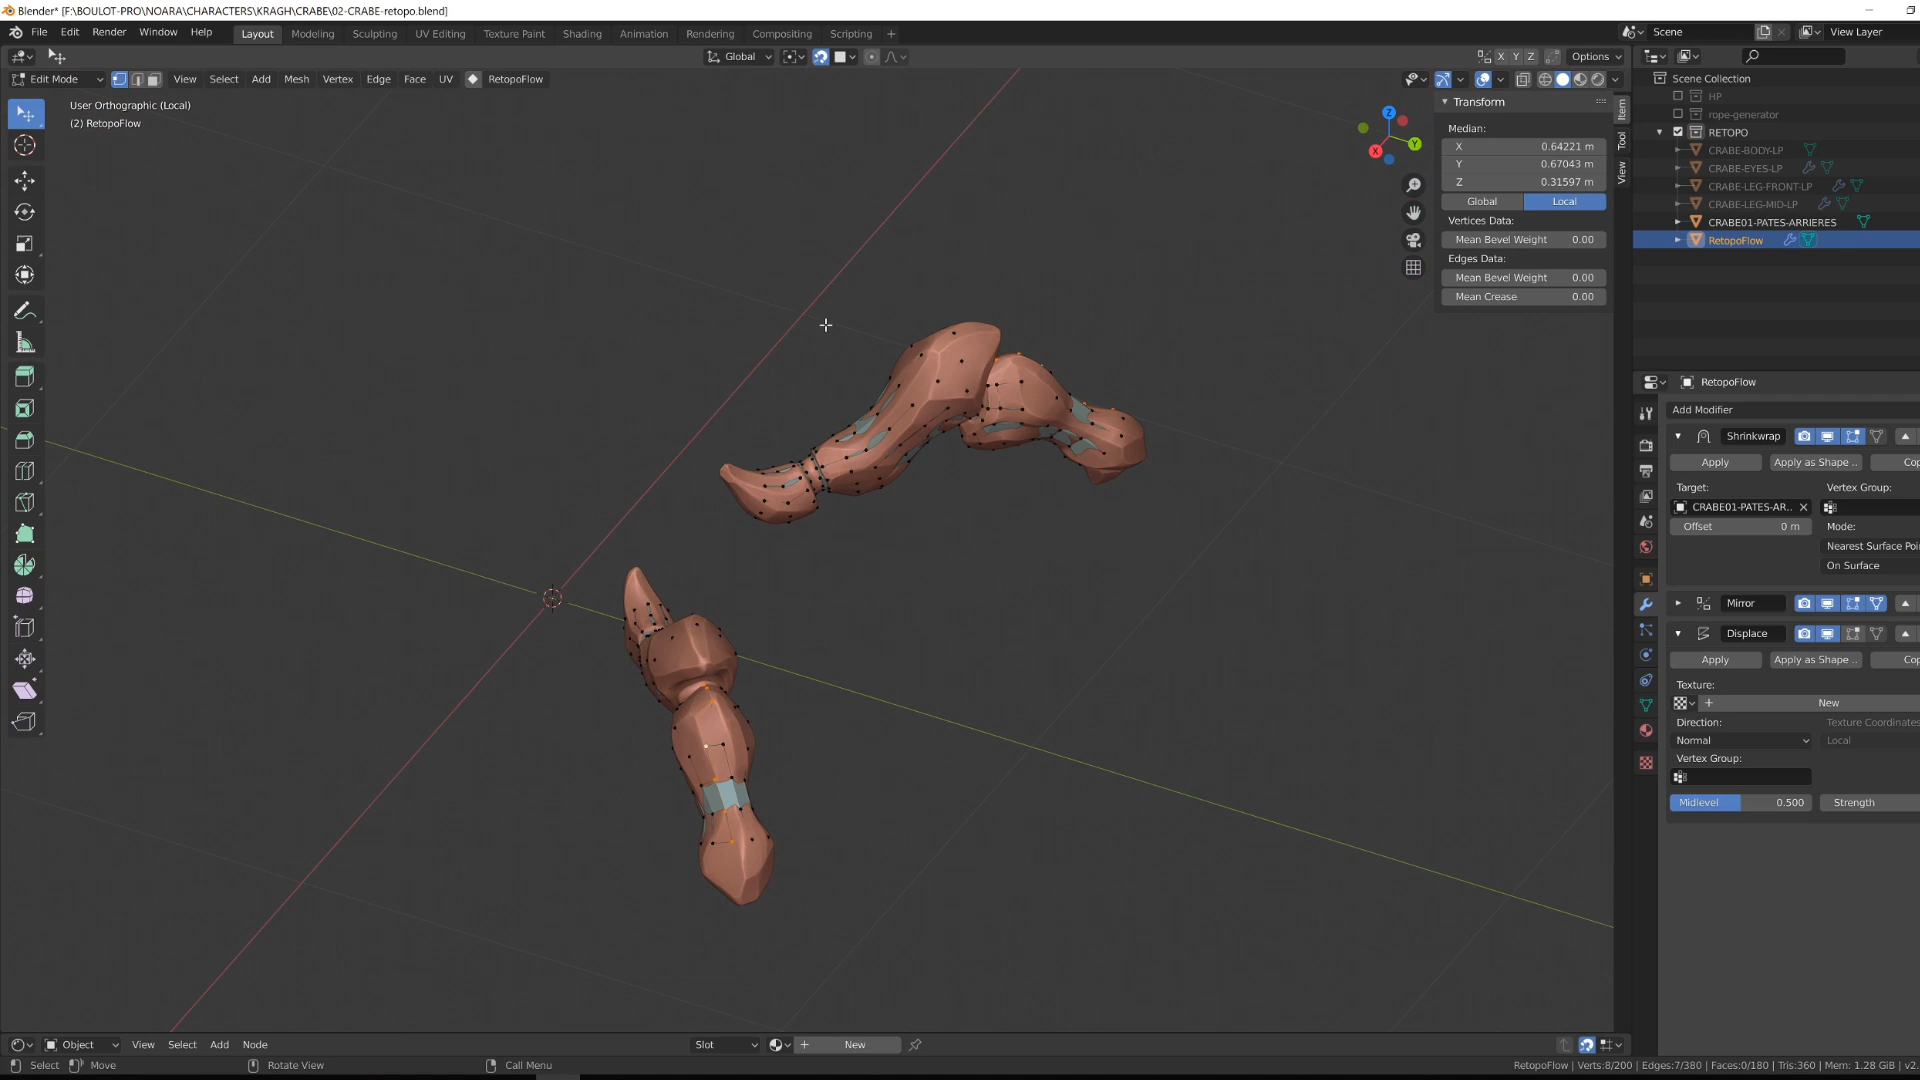 Blender* [F:\BOULOT-PRO\NOARA\CHARACTERS\KRAGH\CRABE\02-CRABE-retopo.blend]
File Edit Render Window Help Layout Modeling Sculpting UV Editing Texture Paint Shading Animation Rendering Compositing Scripting + Scene View Layer
Global X Y Z Options
Edit Mode View Select Add Mesh Vertex Edge Face UV RetopoFlow
User Orthographic (Local)
(2) RetopoFlow
Z
Y
X
Transform
Median:
X 0.64221 m
Y 0.67043 m
Z 0.31597 m
Global Local
Vertices Data:
Mean Bevel Weight 0.00
Edges Data:
Mean Bevel Weight 0.00
Mean Crease 0.00
Item
Tool
View
Scene Collection
HP
rope-generator
RETOPO
CRABE-BODY-LP
CRABE-EYES-LP
CRABE-LEG-FRONT-LP
CRABE-LEG-MID-LP
CRABE01-PATES-ARRIERES
RetopoFlow
RetopoFlow
Add Modifier
Shrinkwrap
Apply Apply as Shape .. Cop
Target: Vertex Group:
CRABE01-PATES-AR..
Offset 0 m Mode:
Nearest Surface Poi
On Surface
Mirror
Displace
Apply Apply as Shape .. Cop
Texture:
+ New
Direction: Texture Coordinates
Normal Local
Vertex Group:
Midlevel 0.500 Strength
Object View Select Add Node Slot + New
Select Move Rotate View Call Menu RetopoFlow | Verts:8/200 | Edges:7/380 | Faces:0/180 | Tris:360 | Mem: 1.28 GiB | v2.